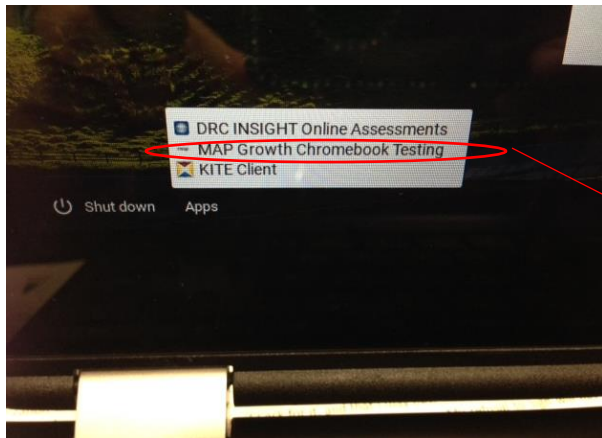 DRC INSIGHT Online Assessments
MAP Growth Chromebook Testing
KITE Client
Shut down Apps